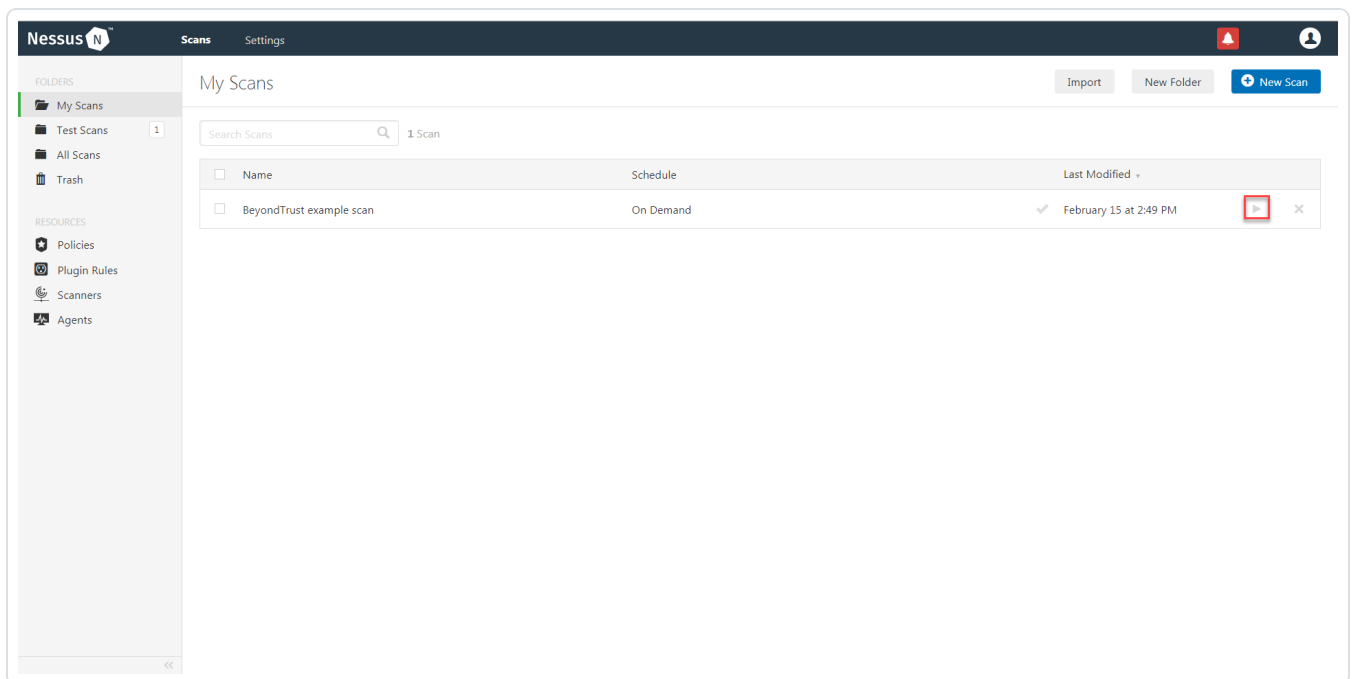 Nessus N ™
Scans Settings
FOLDERS
My Scans
Test Scans 1
All Scans
Trash
RESOURCES
Policies
Plugin Rules
Scanners
Agents
My Scans
Import New Folder New Scan
Search Scans 1 Scan
Name Schedule Last Modified
BeyondTrust example scan On Demand February 15 at 2:49 PM